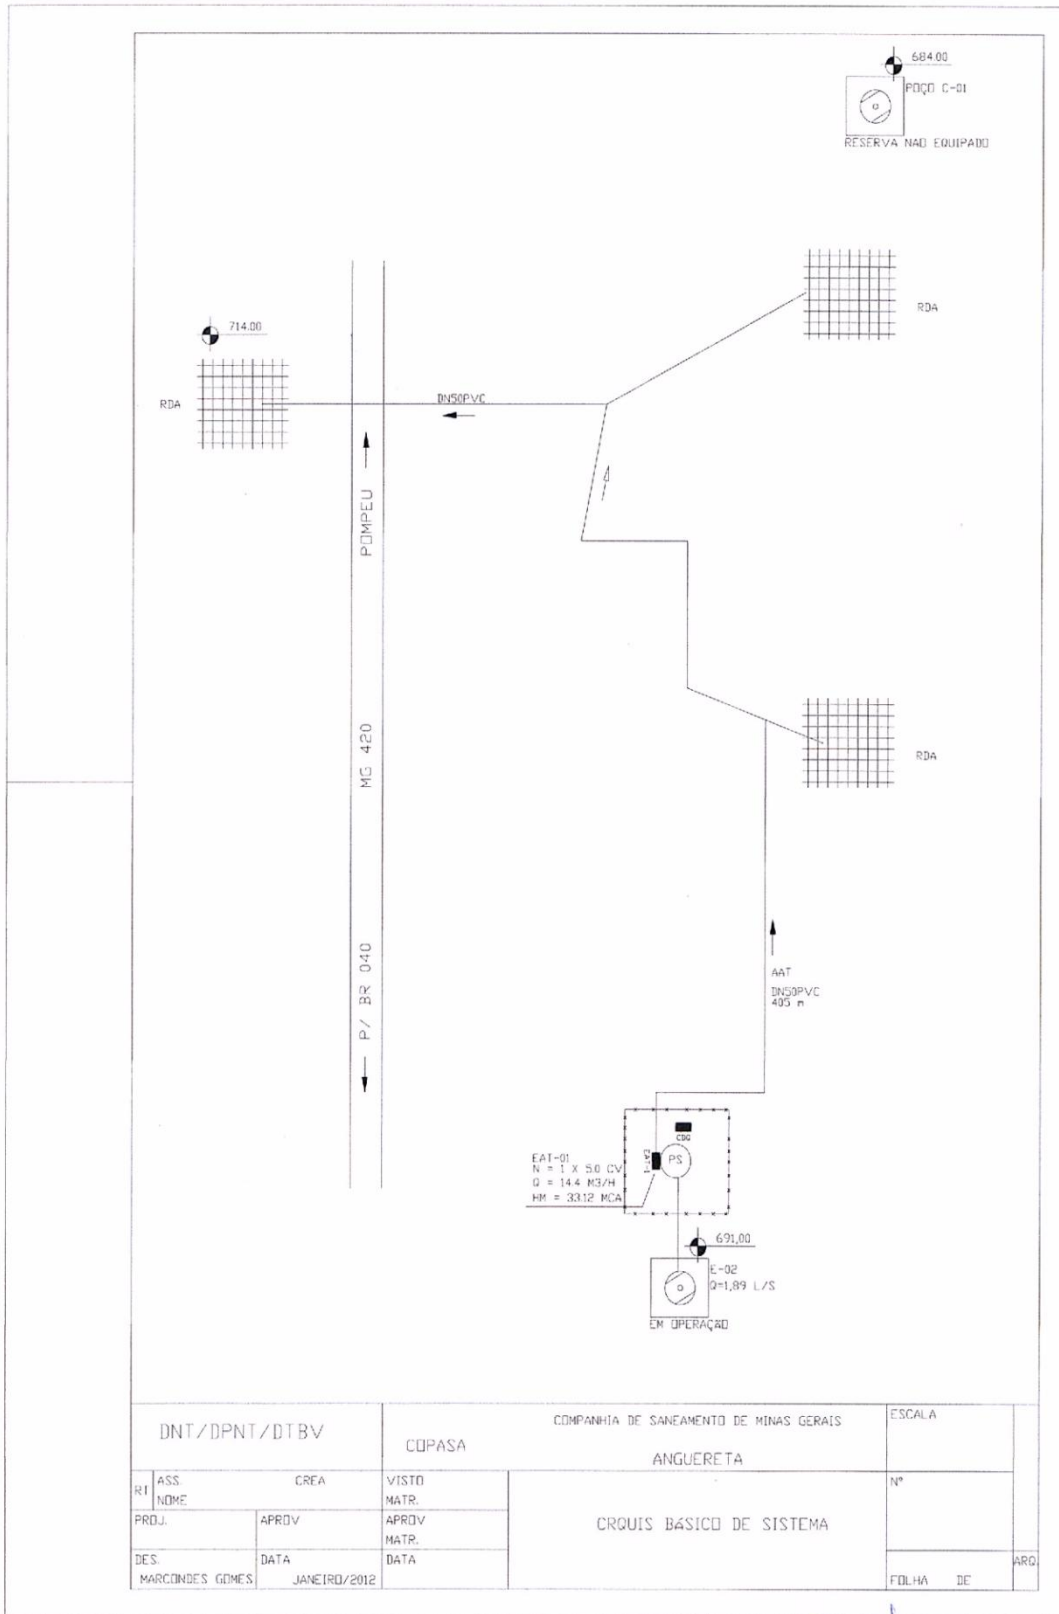 684.00
POÇO C-01
RESERVA NAO EQUIPADO
RDA
714.00
RDA
DN50PVC
POMPEU
MG 420
RDA
P/ BR 040
AAT
DN50PVC
405 m
CDG
EAT-1
PS
EAT-01
N = 1 X 5.0 CV
Q = 14.4 M3/H
HM = 33.12 MCA
691,00
E-02
Q=1,89 L/S
EM OPERAÇÃO
DNT/DPNT/DTBV
COPASA
COMPANHIA DE SANEAMENTO DE MINAS GERAIS
ANGUERETA
ESCALA
RT
ASS.
CREA
NOME
VISTO
MATR.
CRQUIS BÁSICO DE SISTEMA
Nº
PROJ.
APROV
APROV
MATR.
DES.
MARCONDES GOMES
DATA
JANEIRO/2012
DATA
FOLHA DE
ARQ.